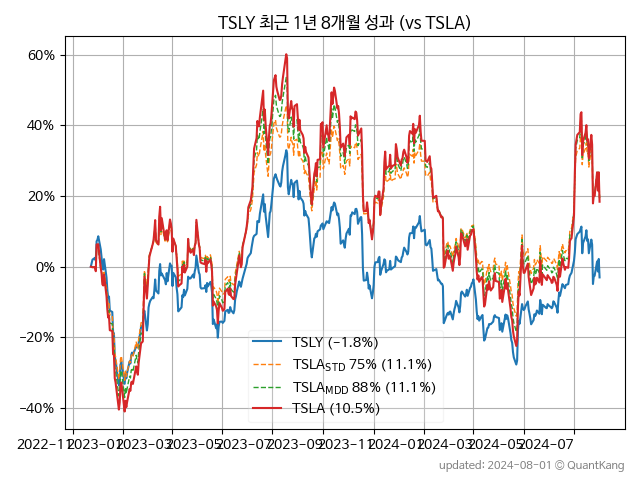 TSLY 최근 1년 8개월 성과 (vs TSLA)
60%
40%
20%
0%
−20%
−40%
TSLY (−1.8%)
TSLA_STD 75% (11.1%)
TSLA_MDD 88% (11.1%)
TSLA (10.5%)
2022−11 2023−01 2023−03 2023−05 2023−07 2023−09 2023−11 2024−01 2024−03 2024−05 2024−07
updated: 2024-08-01 © QuantKang